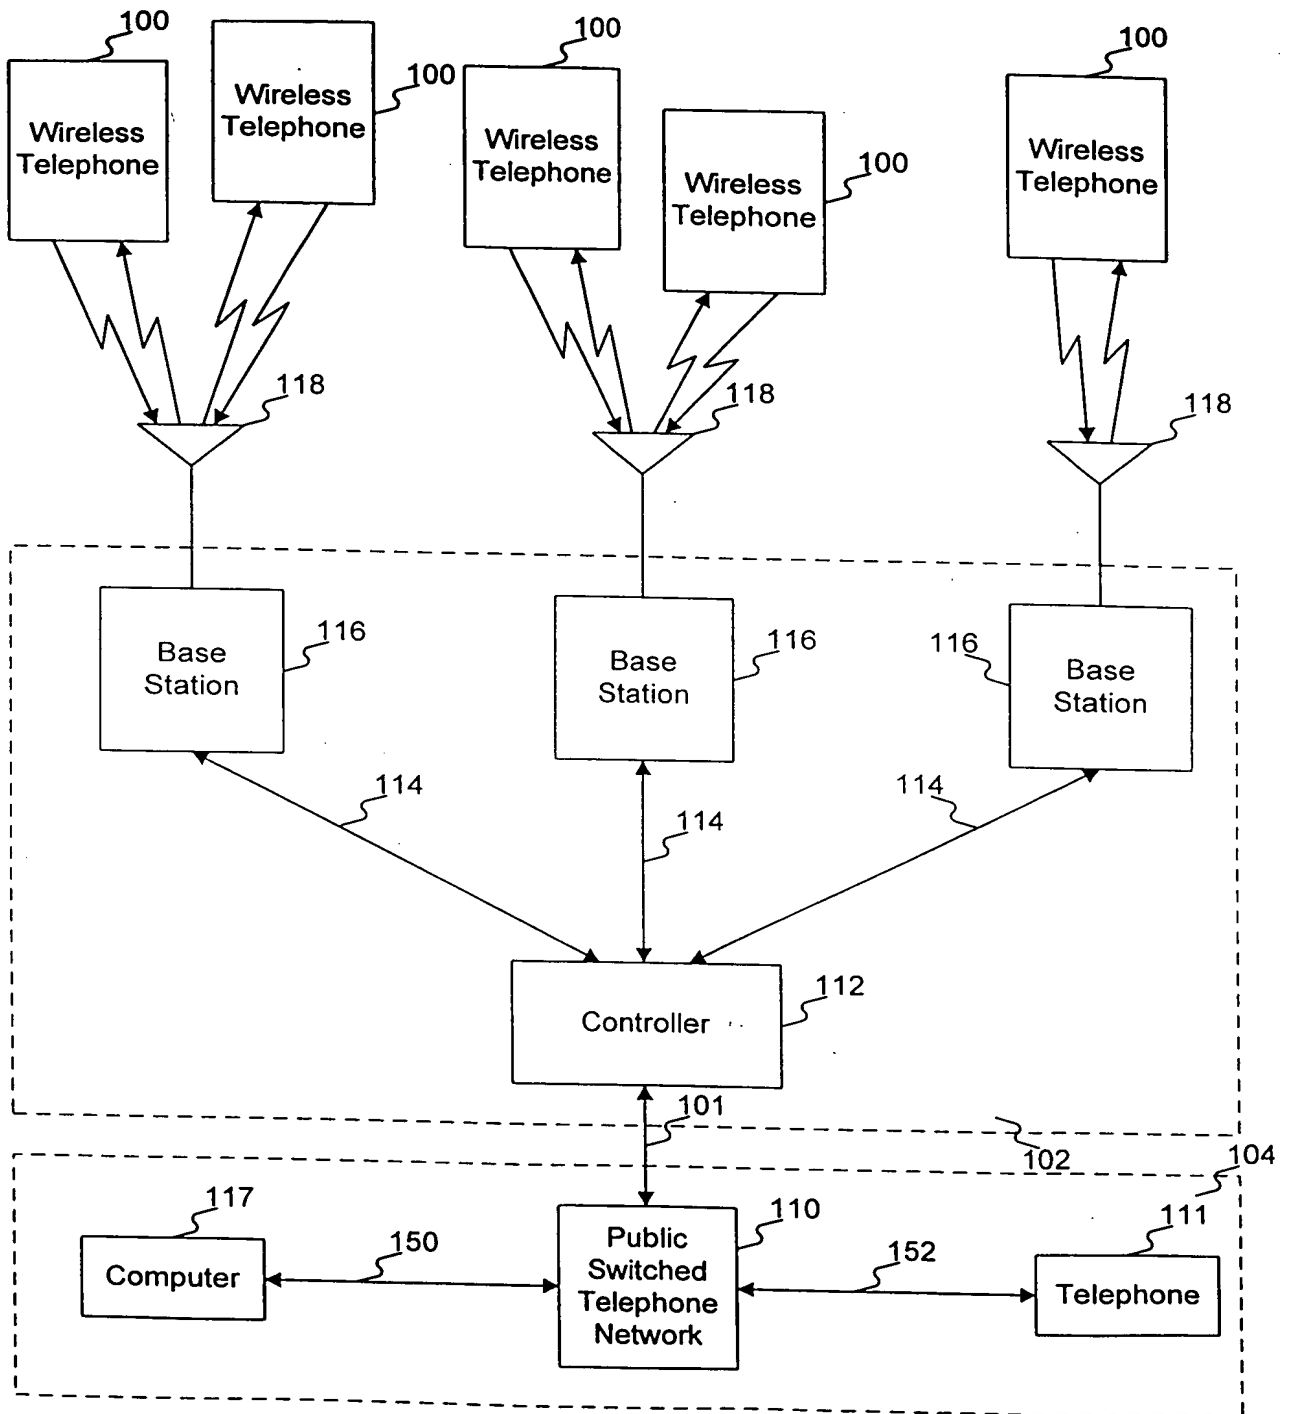 100
100
100
100
100
Wireless
Telephone
Wireless
Telephone
Wireless
Telephone
Wireless
Telephone
Wireless
Telephone
118
118
118
Base
Station
116
Base
Station
116
116
Base
Station
114
114
114
Controller
112
101
102
104
117
Computer
150
110
Public
Switched
Telephone
Network
152
111
Telephone